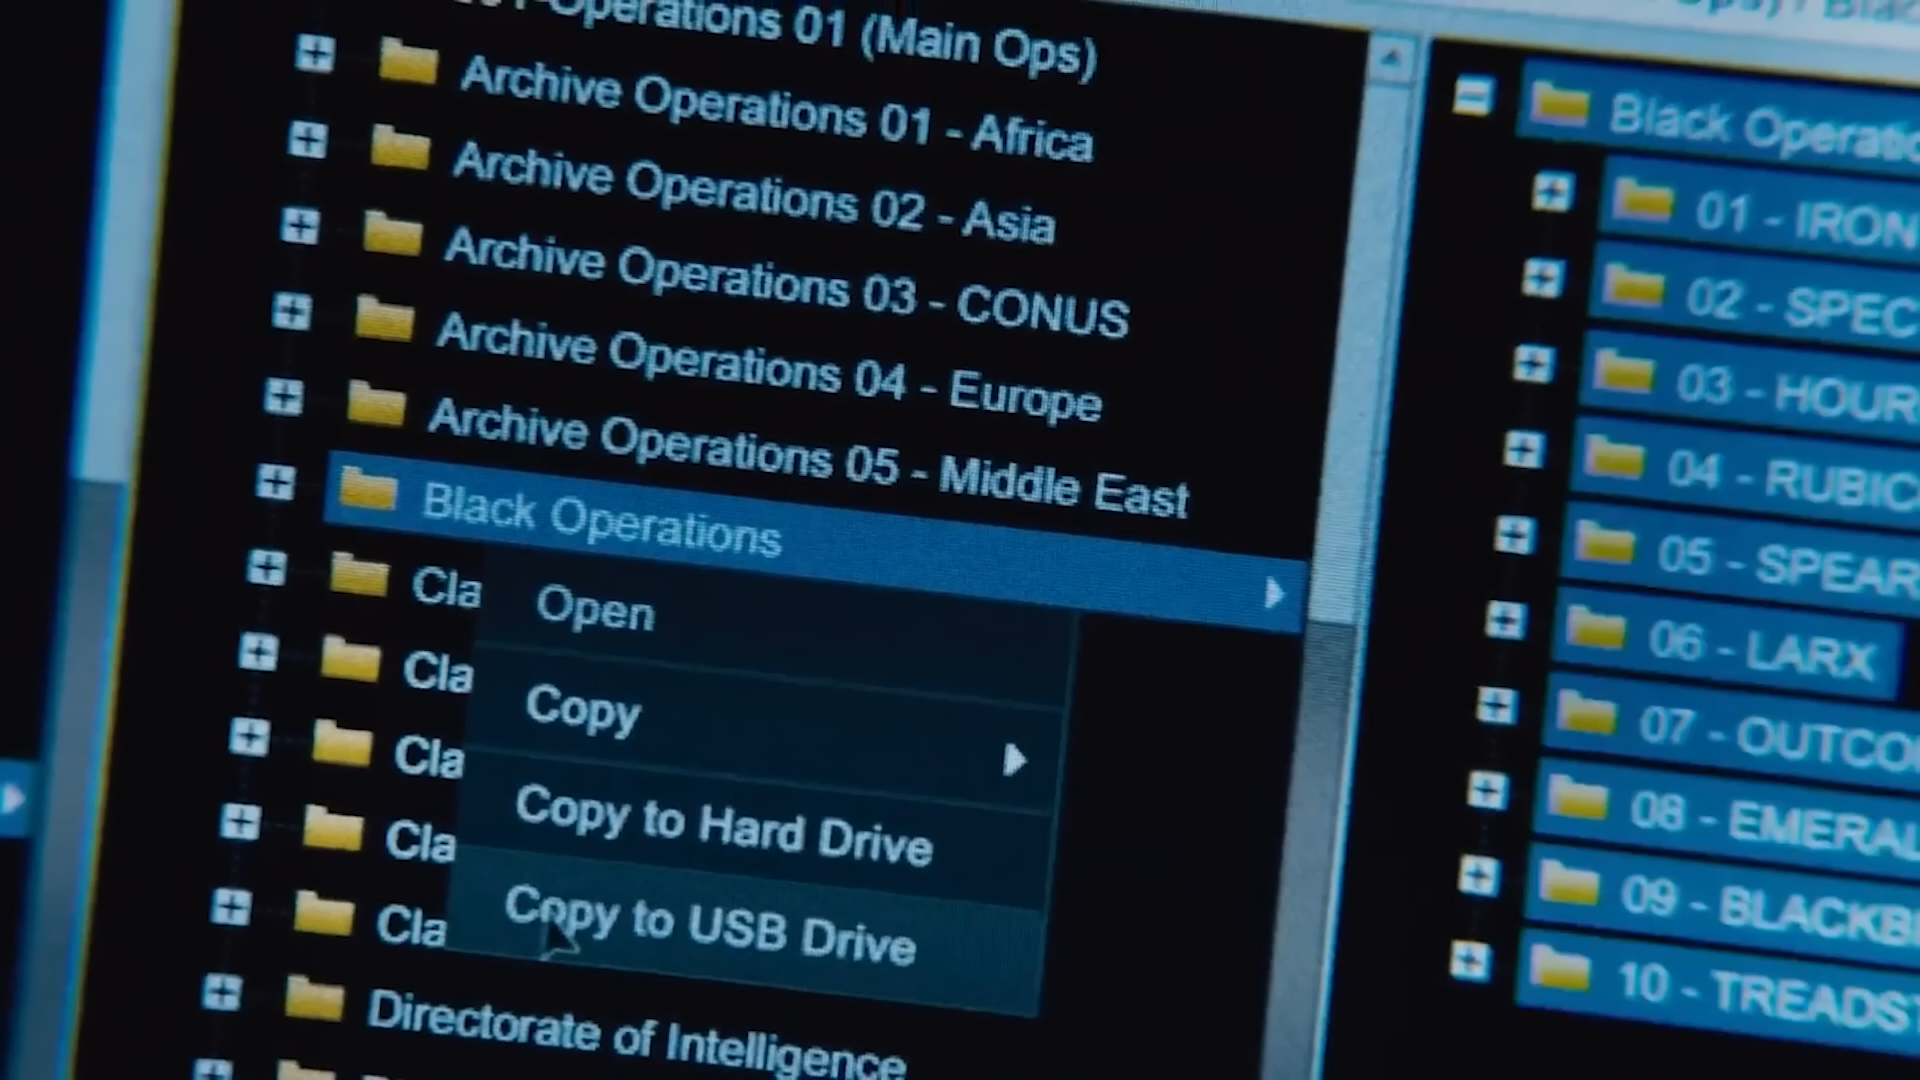 Operations 01 (Main Ops)
Archive Operations 01 - Africa
Archive Operations 02 - Asia
Archive Operations 03 - CONUS
Archive Operations 04 - Europe
Archive Operations 05 - Middle East
Black Operations
Cla
Cla
Cla
Cla
Cla
Directorate of Intelligence
Open
Copy
Copy to Hard Drive
Copy to USB Drive
Black Operatio
01 - IRON
02 - SPEC
03 - HOUR
04 - RUBIC
05 - SPEAR
06 - LARX
07 - OUTCO
08 - EMERAL
09 - BLACKB
10 - TREADST